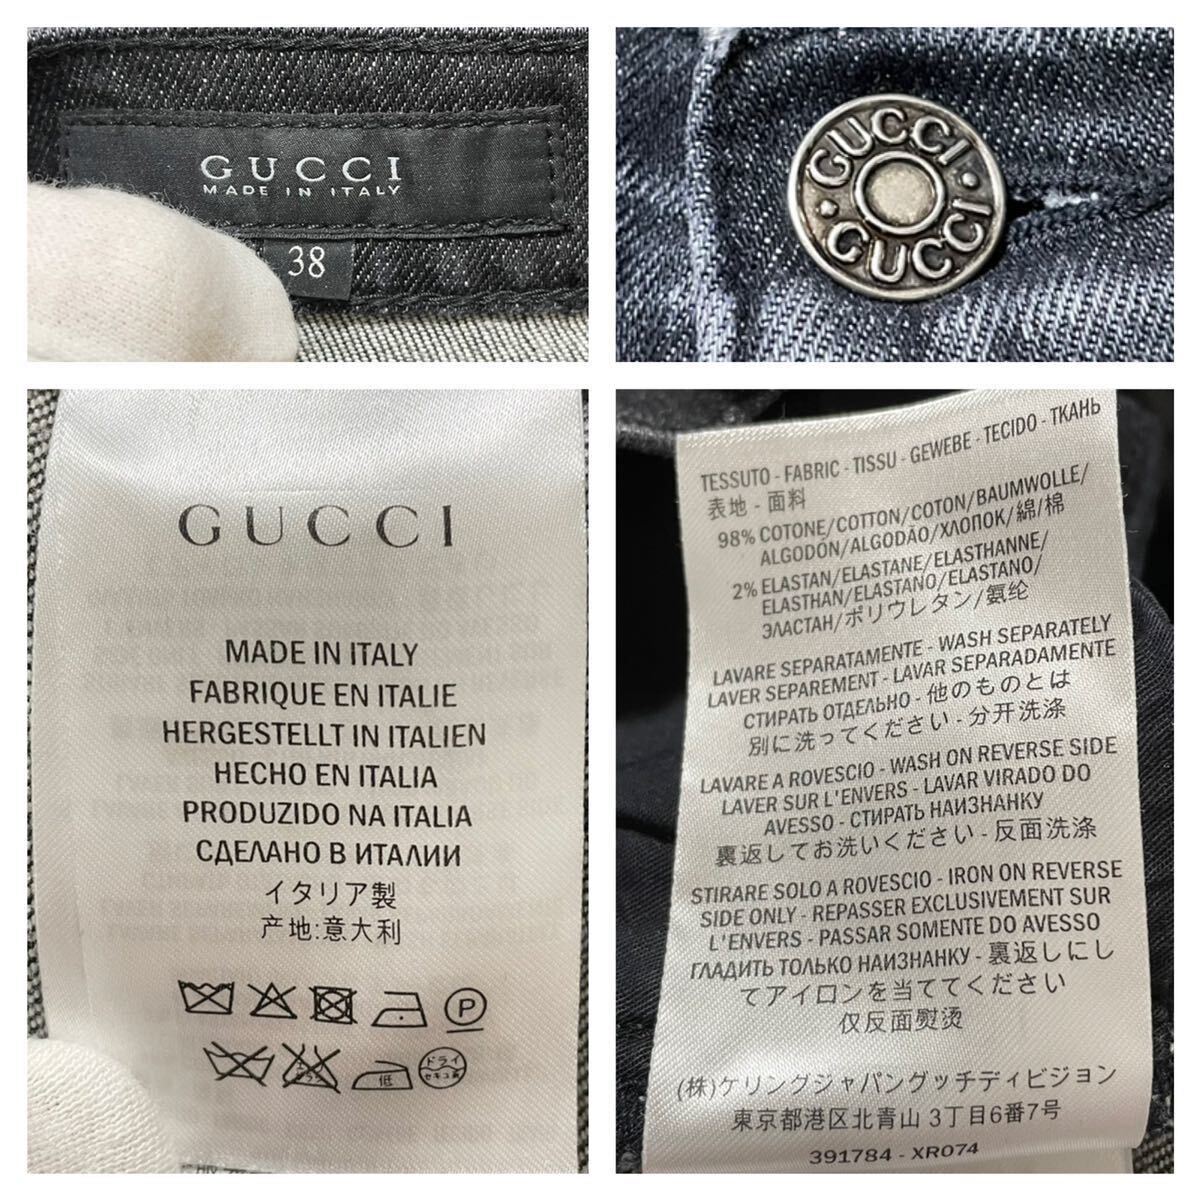 GUCCI
MADE IN ITALY
38
GUCCI · GUCCI ·
GUCCI
MADE IN ITALY
FABRIQUE EN ITALIE
HERGESTELLT IN ITALIEN
HECHO EN ITALIA
PRODUZIDO NA ITALIA
СДЕЛАНО В ИТАЛИИ
イタリア製
产地:意大利
P
低
ドライ
セキユ系
TESSUTO - FABRIC - TISSU - GEWEBE - TECIDO - ТКАНЬ
表地 - 面料
98% COTONE/COTTON/COTON/BAUMWOLLE/
ALGODÓN/ALGODÃO/ХЛОПОК/綿/棉
2% ELASTAN/ELASTANE/ELASTHANNE/
ELASTHAN/ELASTANO/ELASTANO/
ЭЛАСТАН/ポリウレタン/氨纶
LAVARE SEPARATAMENTE - WASH SEPARATELY
LAVER SEPAREMENT - LAVAR SEPARADAMENTE
СТИРАТЬ ОТДЕЛЬНО - 他のものとは
別に洗ってください - 分开洗涤
LAVARE A ROVESCIO - WASH ON REVERSE SIDE
LAVER SUR L'ENVERS - LAVAR VIRADO DO
AVESSO - СТИРАТЬ НАИЗНАНКУ
裏返してお洗いください - 反面洗涤
STIRARE SOLO A ROVESCIO - IRON ON REVERSE
SIDE ONLY - REPASSER EXCLUSIVEMENT SUR
L'ENVERS - PASSAR SOMENTE DO AVESSO
ГЛАДИТЬ ТОЛЬКО НАИЗНАНКУ - 裏返しにし
てアイロンを当ててください
仅反面熨烫
(株)ケリングジャパングッチディビジョン
東京都港区北青山 3丁目6番7号
391784 - XR074